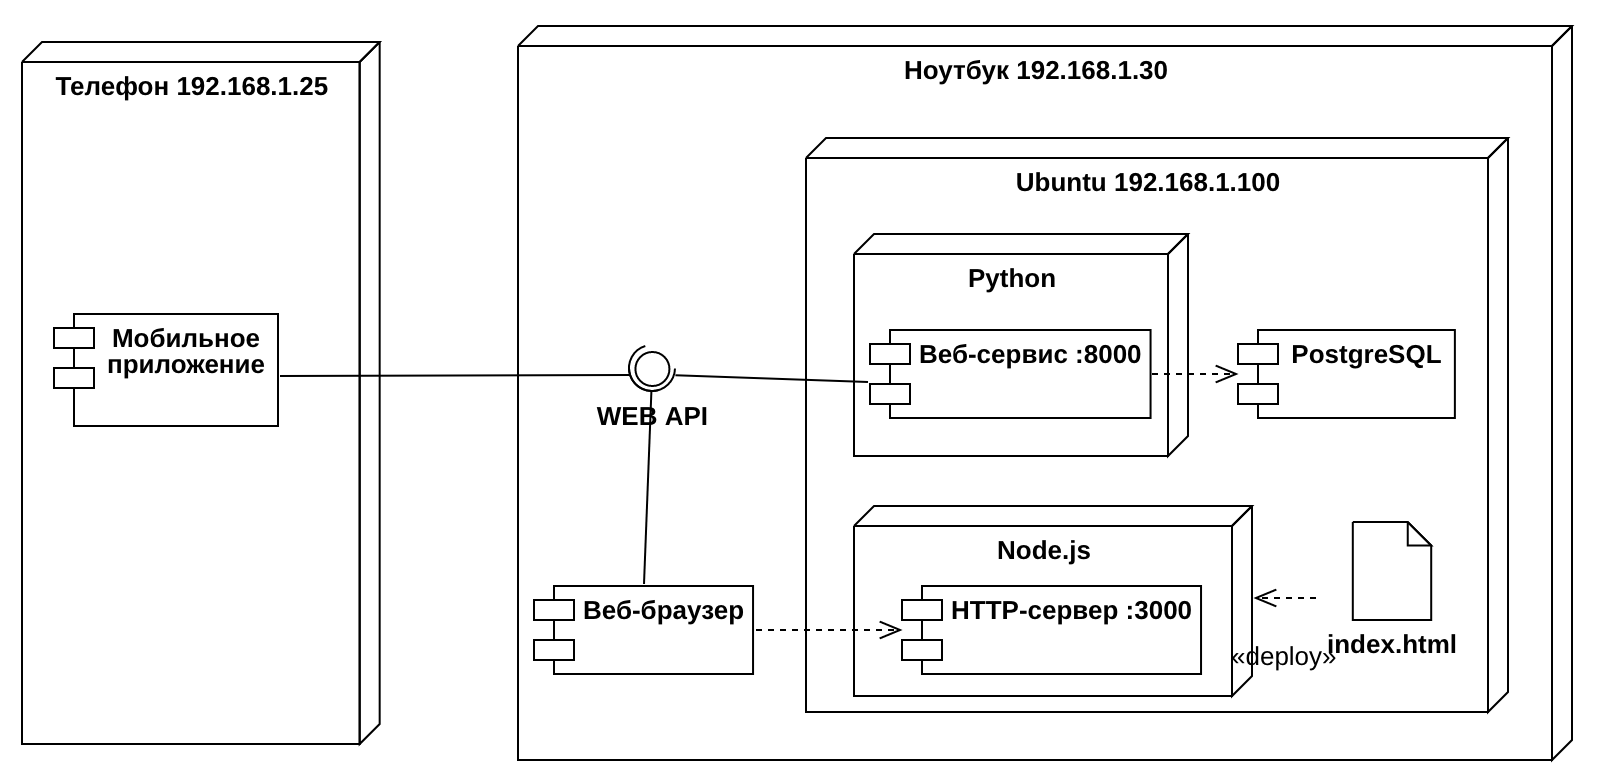 Телефон 192.168.1.25
Ноутбук 192.168.1.30
Ubuntu 192.168.1.100
Python
Мобильное
приложение
Веб-сервис :8000
PostgreSQL
WEB API
Node.js
Веб-браузер
HTTP-сервер :3000
index.html
«deploy»